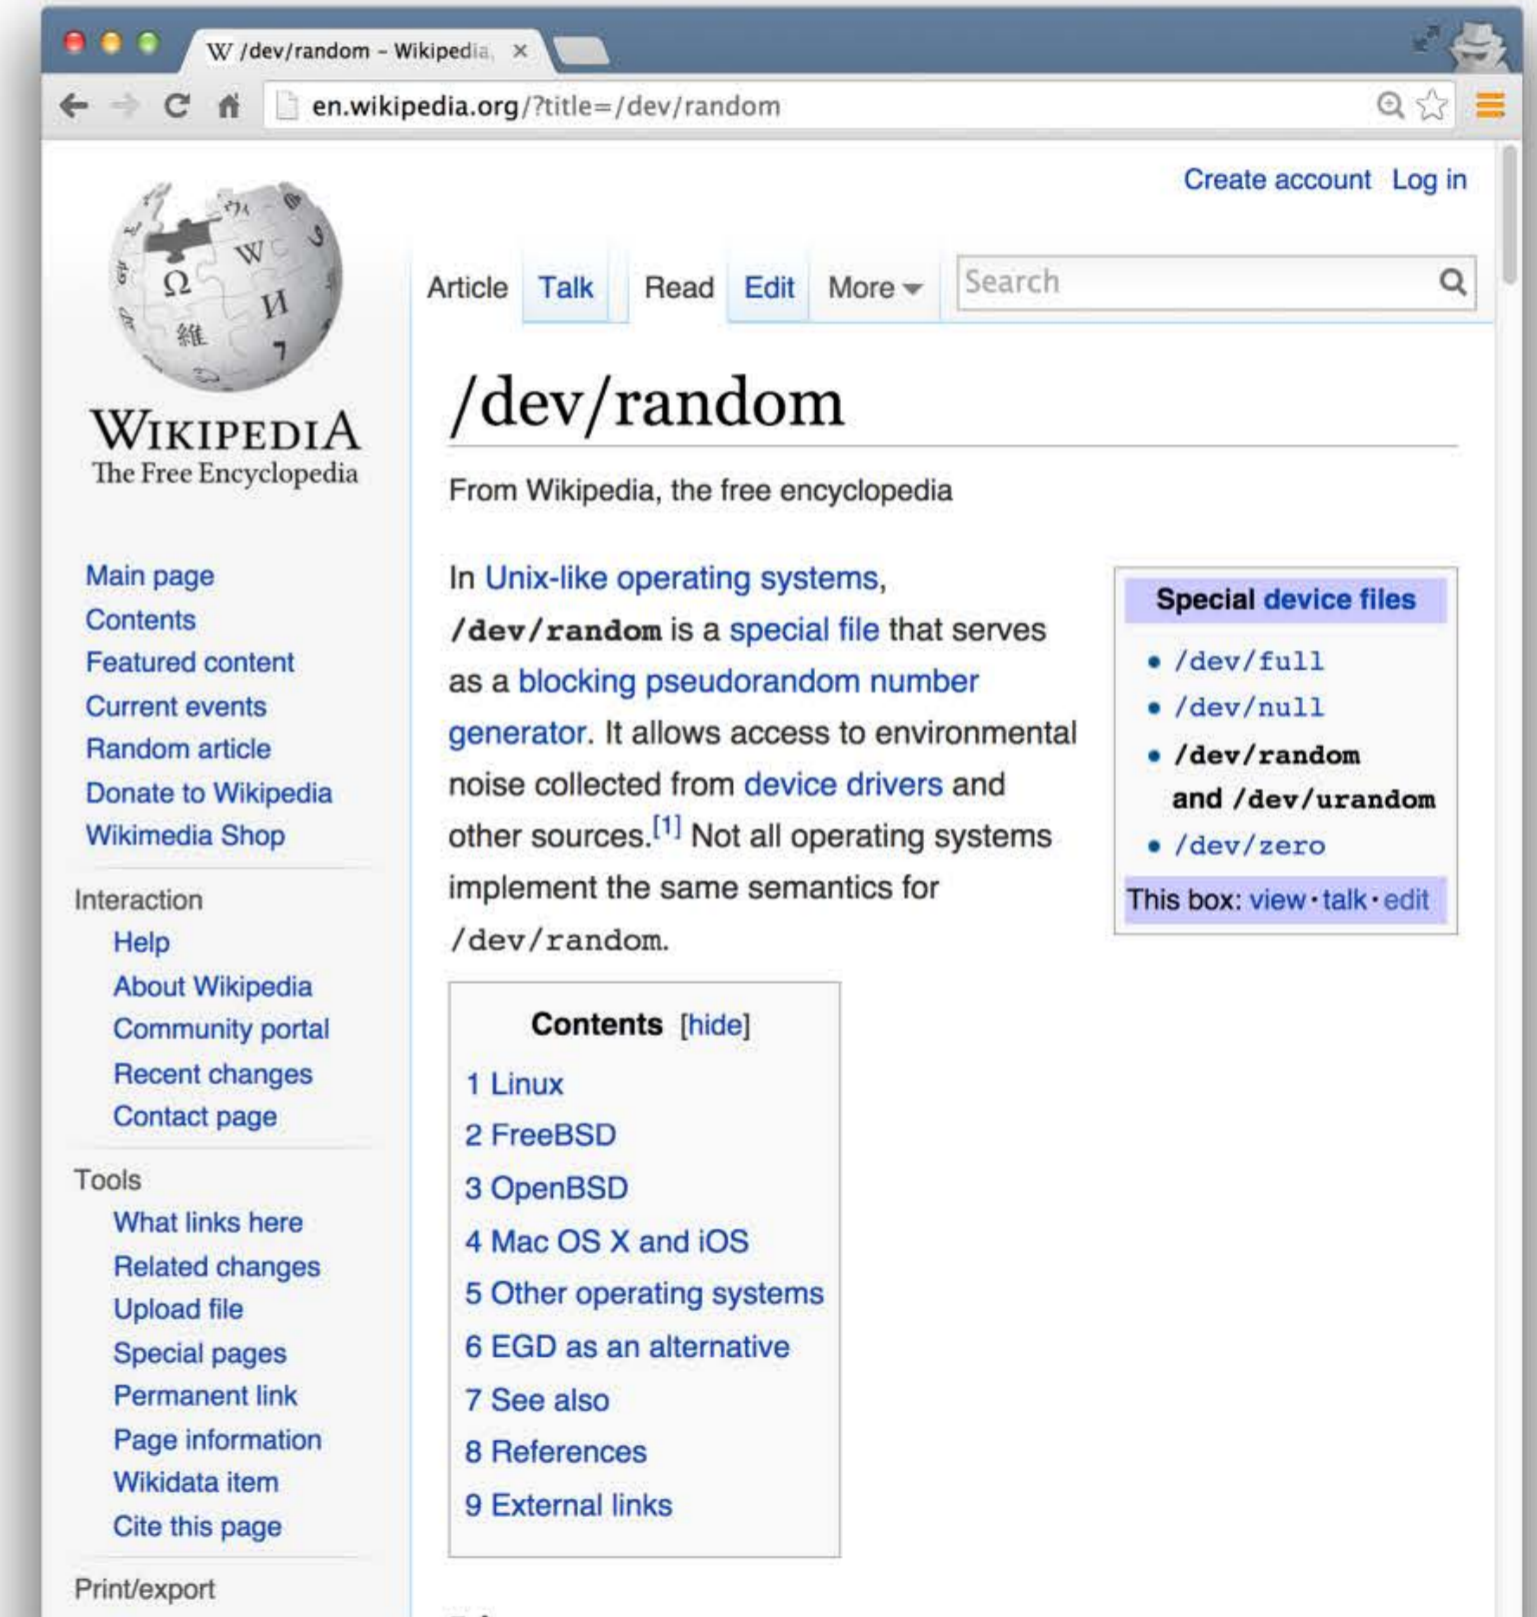 W /dev/random – Wikipedia,
en.wikipedia.org/?title=/dev/random
Create account Log in
Article Talk Read Edit More Search
WIKIPEDIA
The Free Encyclopedia
Main page
Contents
Featured content
Current events
Random article
Donate to Wikipedia
Wikimedia Shop
Interaction
Help
About Wikipedia
Community portal
Recent changes
Contact page
Tools
What links here
Related changes
Upload file
Special pages
Permanent link
Page information
Wikidata item
Cite this page
Print/export
/dev/random
From Wikipedia, the free encyclopedia
In Unix-like operating systems,
/dev/random is a special file that serves
as a blocking pseudorandom number
generator. It allows access to environmental
noise collected from device drivers and
other sources.[1] Not all operating systems
implement the same semantics for
/dev/random.
Special device files
• /dev/full
• /dev/null
• /dev/random
and /dev/urandom
• /dev/zero
This box: view · talk · edit
Contents [hide]
1 Linux
2 FreeBSD
3 OpenBSD
4 Mac OS X and iOS
5 Other operating systems
6 EGD as an alternative
7 See also
8 References
9 External links